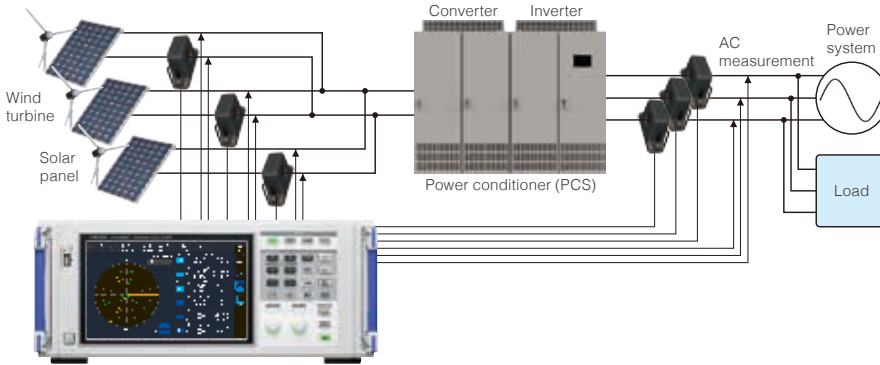 Converter
Inverter
Power
system
AC
measurement
Wind
turbine
Solar
panel
Power conditioner (PCS)
Load